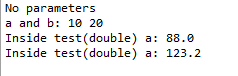 No parameters
a and b: 10 20
Inside test(double) a: 88.0
Inside test(double) a: 123.2